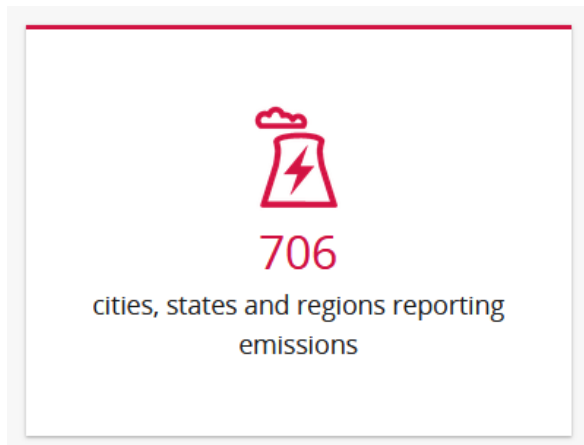 706
cities, states and regions reporting
emissions